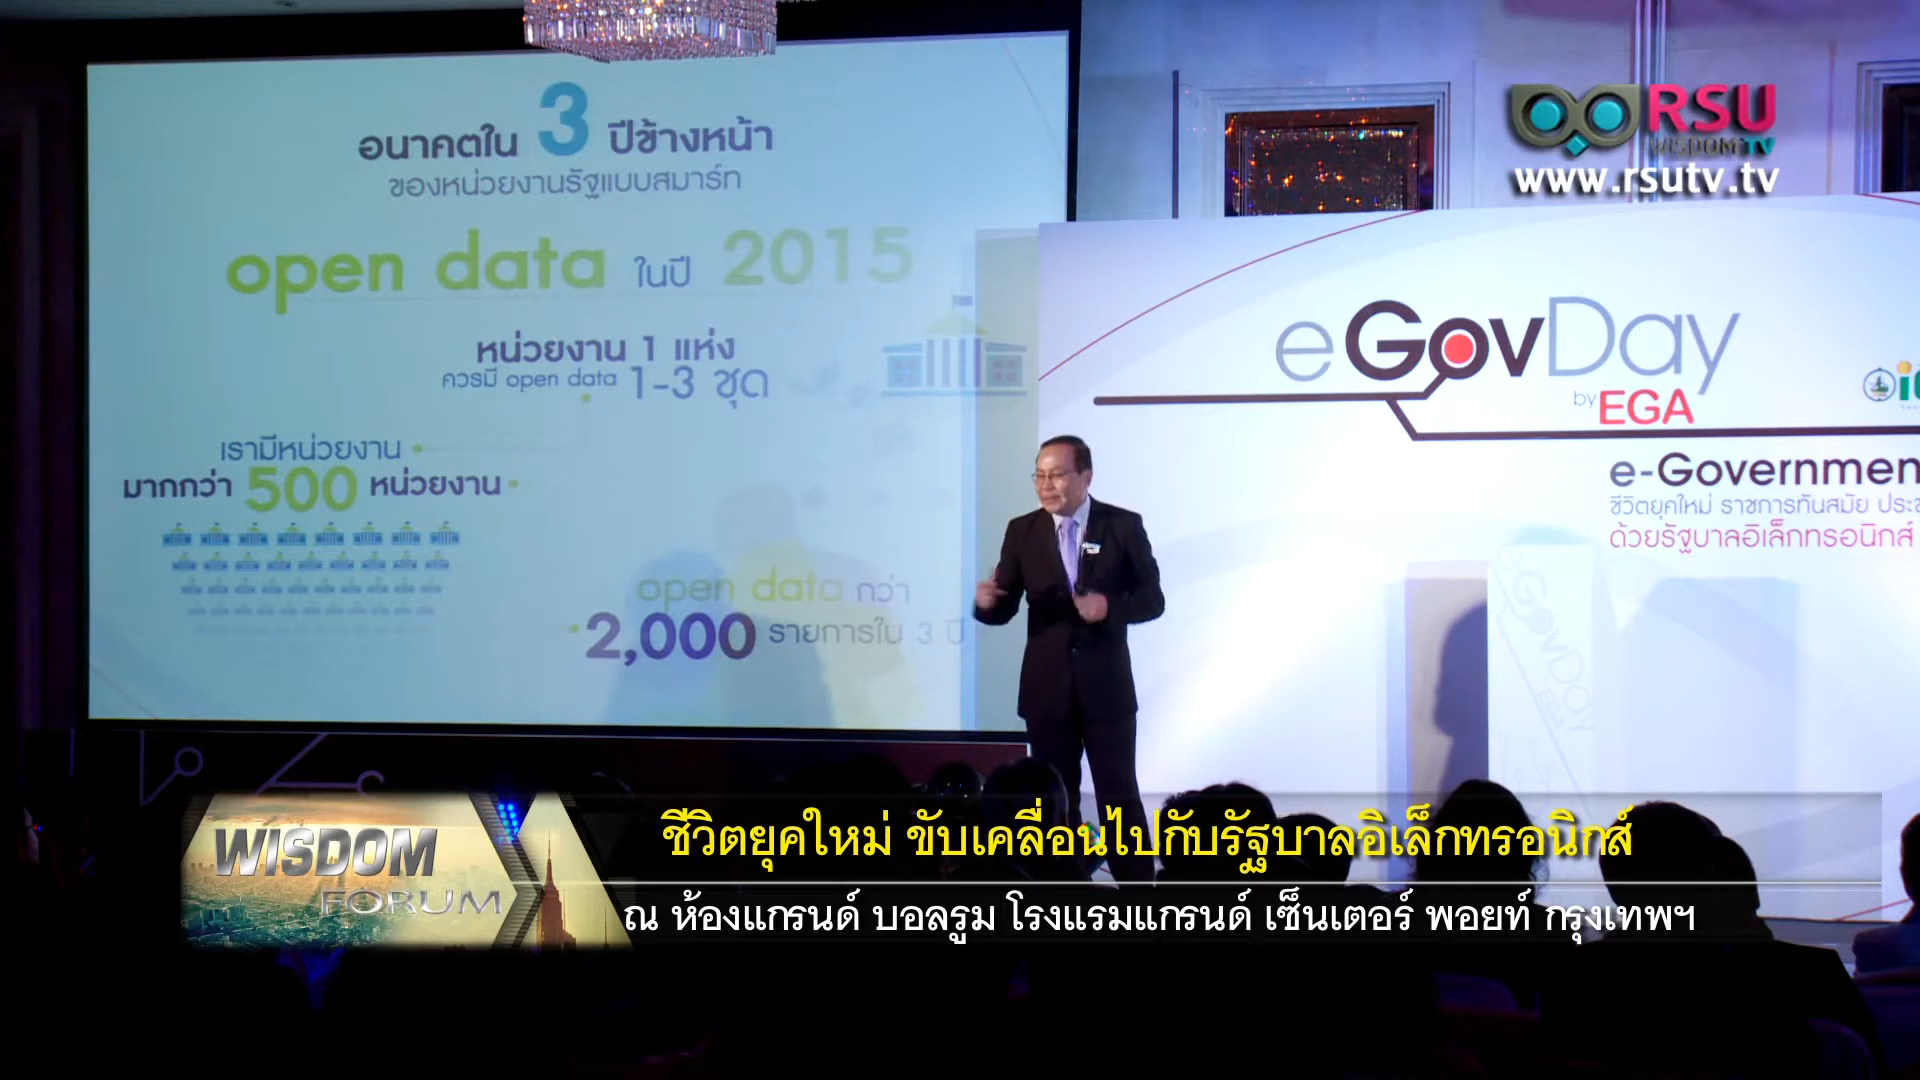 อนาคตใน 3 ปีข้างหน้า
ของหน่วยงานรัฐแบบสมาร์ท
open data ในปี 2015
หน่วยงาน 1 แห่ง
ควรมี open data 1-3 ชุด
เรามีหน่วยงาน
มากกว่า 500 หน่วยงาน
open data กว่า
2,000 รายการใน 3 ปี
RSU
WISDOM TV
www.rsutv.tv
eGovDay
by EGA
e-Governmen
ชีวิตยุคใหม่ ราชการทันสมัย
ด้วยรัฐบาลอิเล็กทรอนิกส์
eGovDay
EGA
WISDOM
FORUM
ชีวิตยุคใหม่ ขับเคลื่อนไปกับรัฐบาลอิเล็กทรอนิกส์
ณ ห้องแกรนด์ บอลรูม โรงแรมแกรนด์ เซ็นเตอร์ พอยท์ กรุงเทพฯ